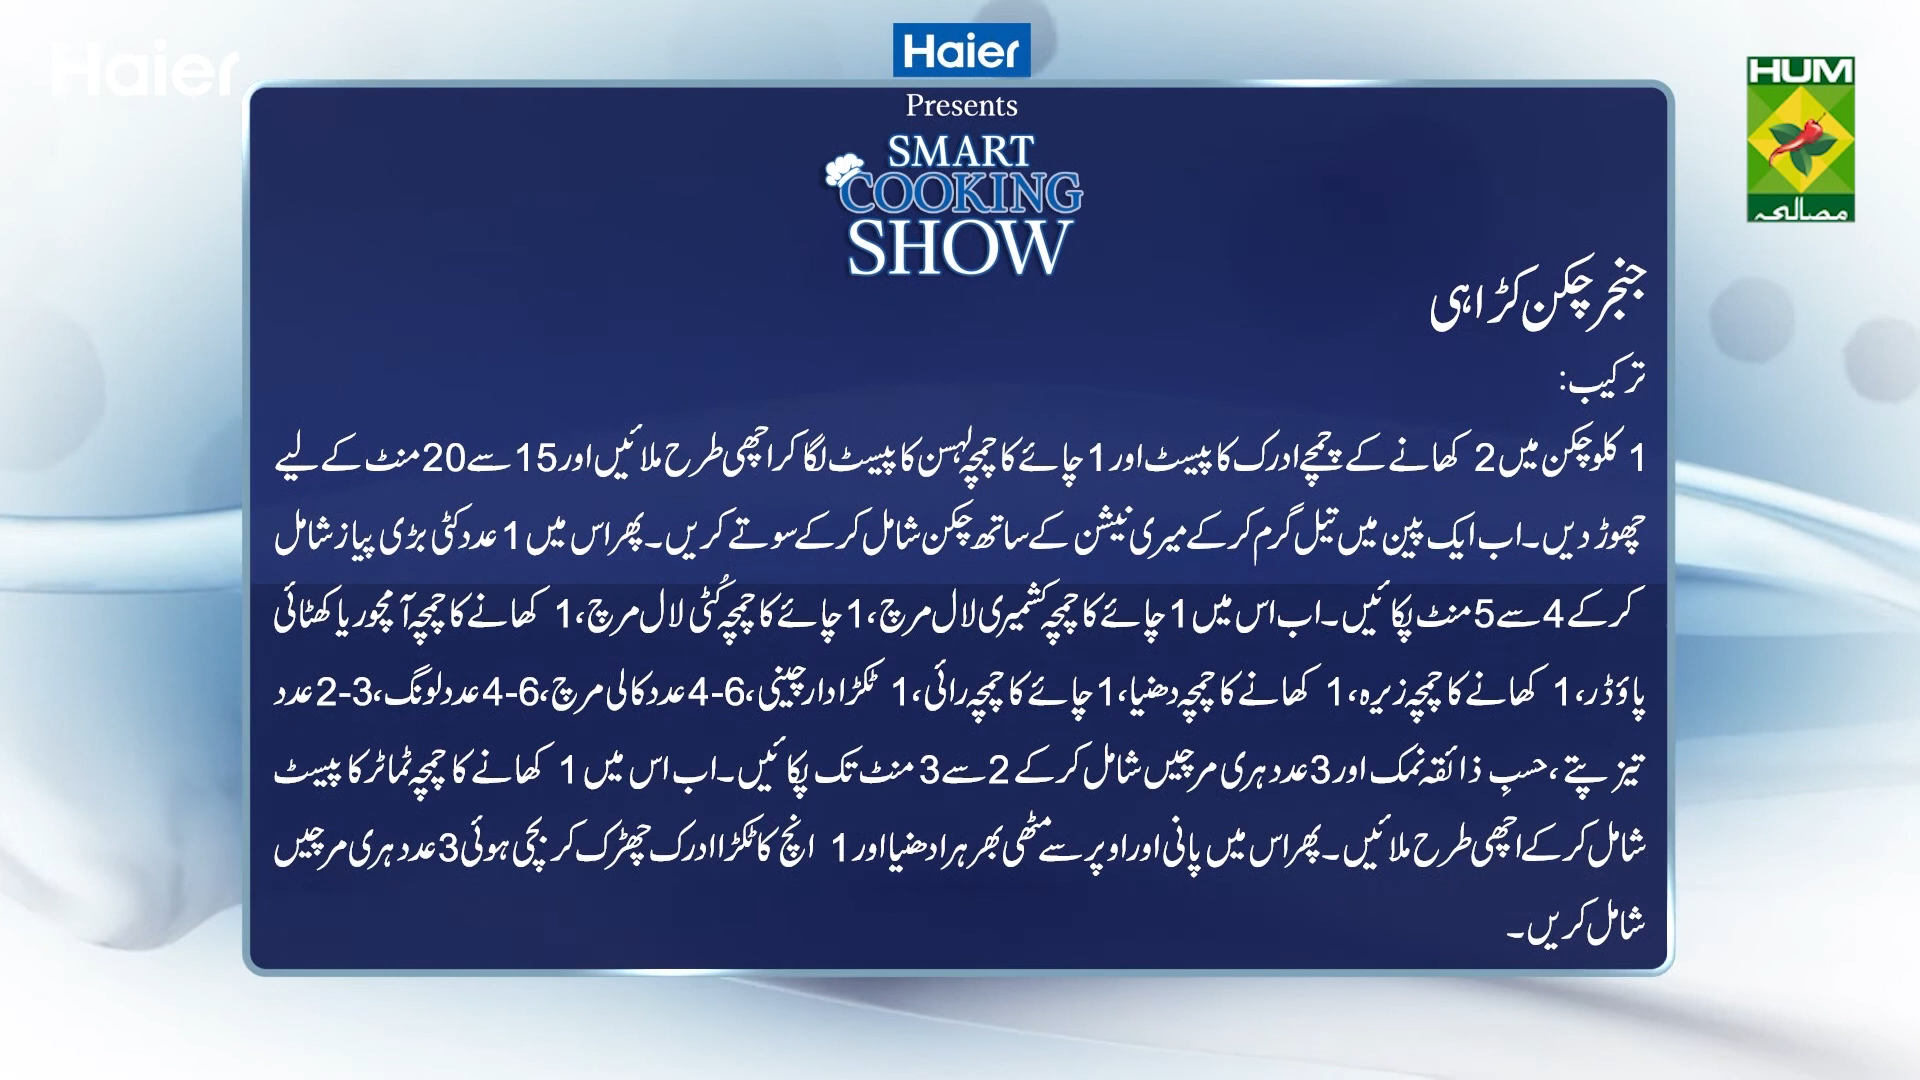 Haier
Haier
Presents
SMART
COOKING
SHOW
HUM
مصالحہ
جنجر چکن کڑاہی
ترکیب:
1 کلو چکن میں 2 کھانے کے چمچے ادرک کا پیسٹ اور 1 چائے کا چمچہ لہسن کا پیسٹ لگا کر اچھی طرح ملائیں اور 15 سے 20 منٹ کے لیے
چھوڑ دیں۔ اب ایک پین میں تیل گرم کر کے میری نیشن کے ساتھ چکن شامل کر کے سوتے کریں۔ پھر اس میں 1 عدد کٹی بڑی پیاز شامل
کر کے 4 سے 5 منٹ پکائیں۔ اب اس میں 1 چائے کا چمچہ کشمیری لال مرچ، 1 چائے کا چمچہ کُٹی لال مرچ، 1 کھانے کا چمچہ آمچور یا کھٹائی
پاؤڈر، 1 کھانے کا چمچہ زیرہ، 1 کھانے کا چمچہ دھنیا، 1 چائے کا چمچہ رائی، 1 ٹکڑا دار چینی، 4-6 عدد کالی مرچ، 4-6 عدد لونگ، 2-3 عدد
تیز پتے، حسبِ ذائقہ نمک اور 3 عدد ہری مرچیں شامل کر کے 2 سے 3 منٹ تک پکائیں۔ اب اس میں 1 کھانے کا چمچہ ٹماٹر کا پیسٹ
شامل کر کے اچھی طرح ملائیں۔ پھر اس میں پانی اور اوپر سے مٹھی بھر ہرا دھنیا اور 1 انچ کا ٹکڑا ادرک چھڑک کر بچی ہوئی 3 عدد ہری مرچیں
شامل کریں۔